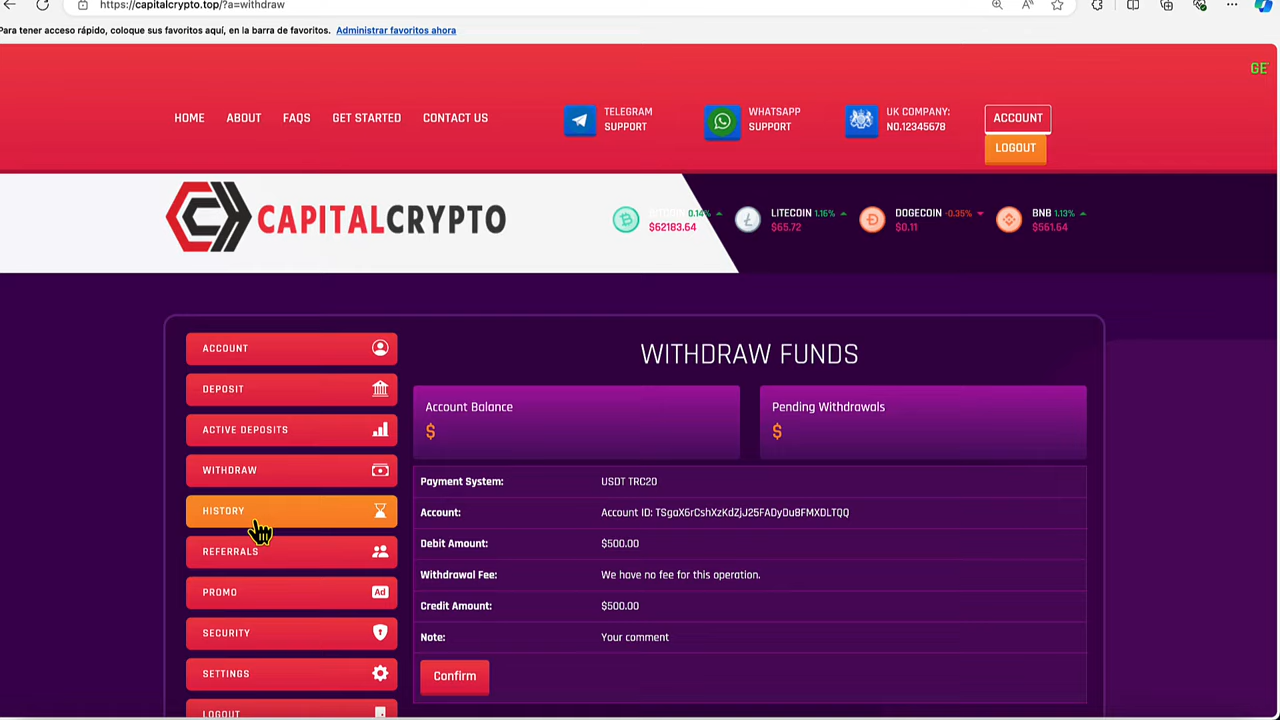 https://capitalcrypto.top/?a=withdraw
Para tener acceso rápido, coloque sus favoritos aquí, en la barra de favoritos. Administrar favoritos ahora
GE
HOME ABOUT FAQS GET STARTED CONTACT US
TELEGRAM SUPPORT
WHATSAPP SUPPORT
UK COMPANY: NO.12345678
ACCOUNT
LOGOUT
CAPITALCRYPTO
BITCOIN 0.14%
$62183.64
LITECOIN 1.16%
$65.72
DOGECOIN -0.35%
$0.11
BNB 1.13%
$561.64
ACCOUNT
DEPOSIT
ACTIVE DEPOSITS
WITHDRAW
HISTORY
REFERRALS
PROMO
Ad
SECURITY
SETTINGS
LOGOUT
WITHDRAW FUNDS
Account Balance
$
Pending Withdrawals
$
Payment System: USDT TRC20
Account: Account ID: TSgaX6rCshXzKdZjJ25FADyDu8FMXDLTQQ
Debit Amount: $500.00
Withdrawal Fee: We have no fee for this operation.
Credit Amount: $500.00
Note: Your comment
Confirm